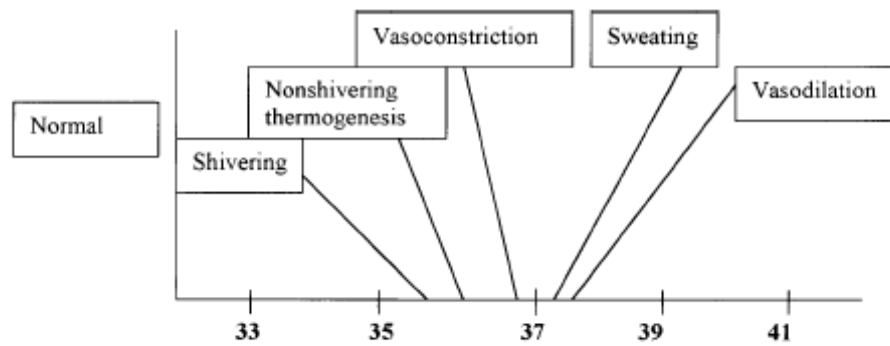 Vasoconstriction
Sweating
Nonshivering
thermogenesis
Vasodilation
Normal
Shivering
33 35 37 39 41